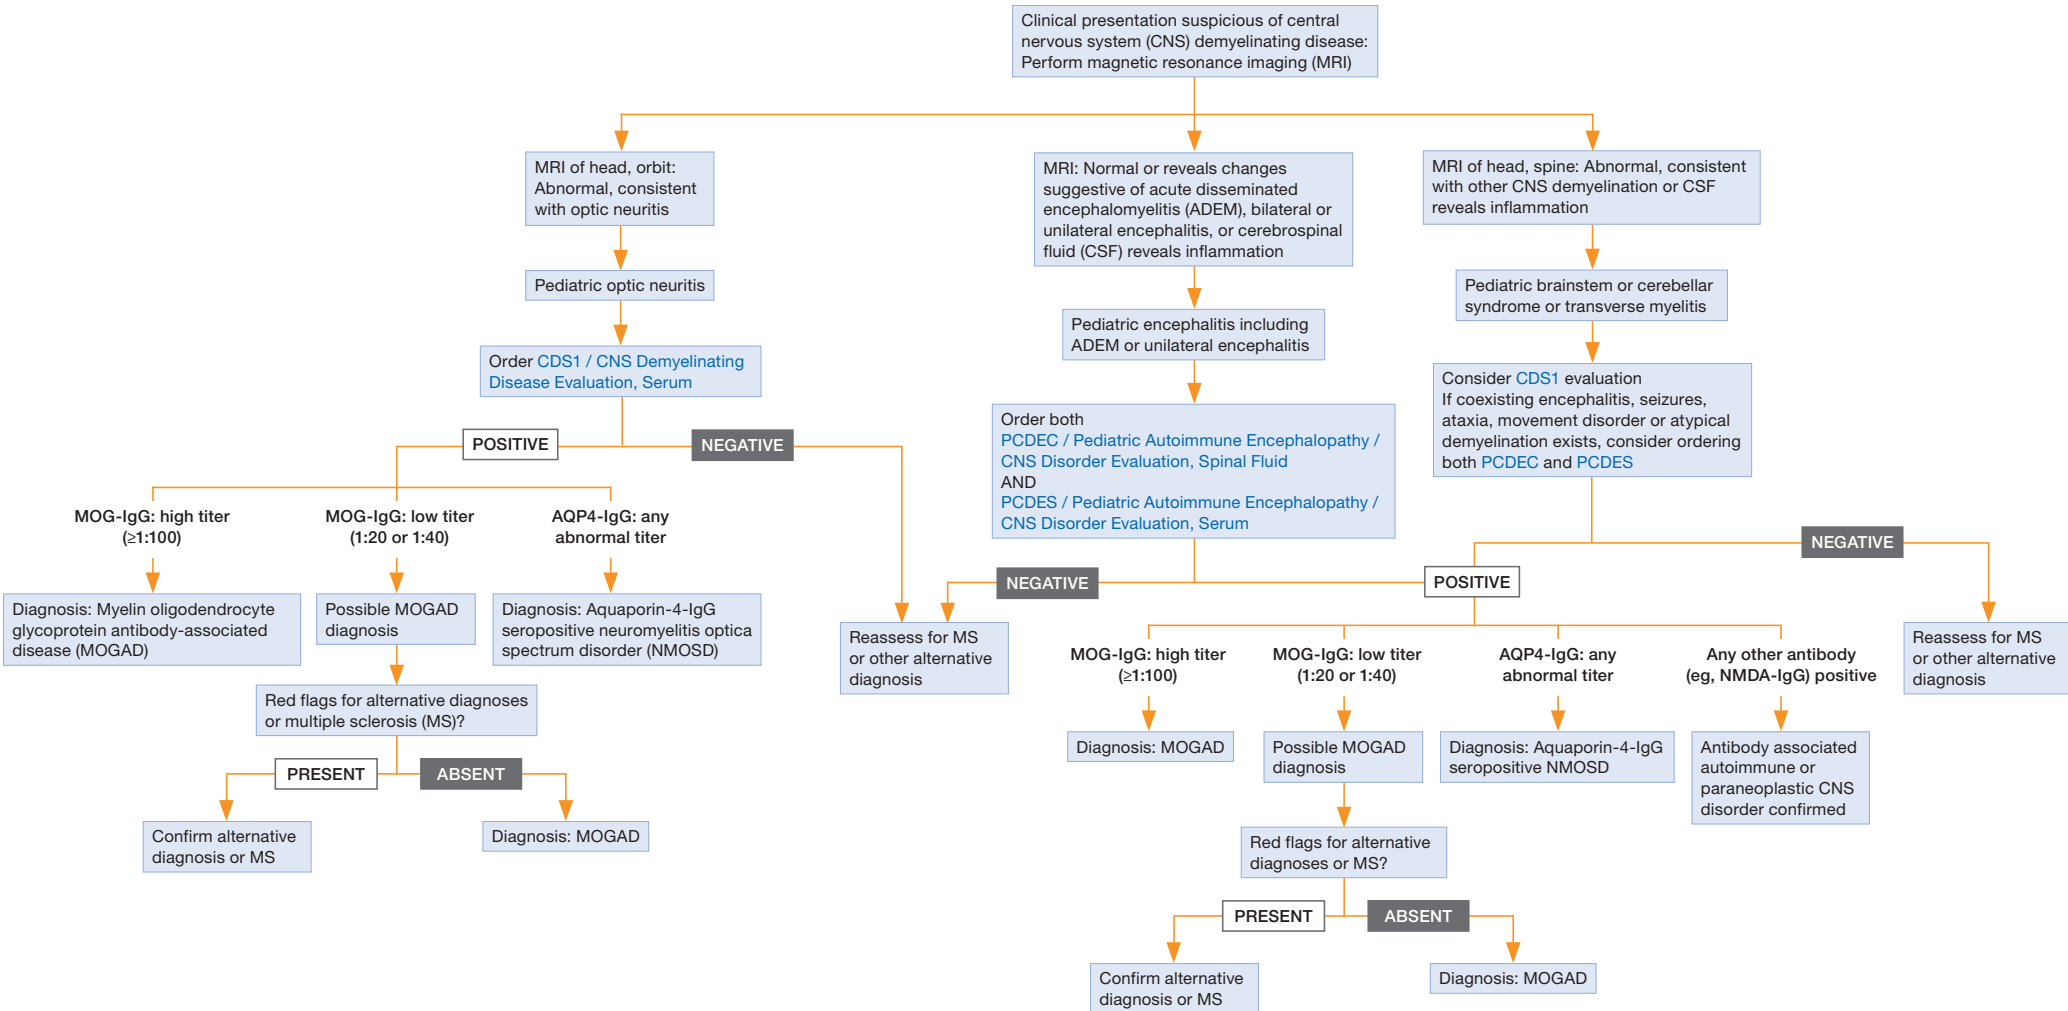 Clinical presentation suspicious of central
nervous system (CNS) demyelinating disease:
Perform magnetic resonance imaging (MRI)
MRI of head, orbit:
Abnormal, consistent
with optic neuritis
Pediatric optic neuritis
Order CDS1 / CNS Demyelinating
Disease Evaluation, Serum
POSITIVE
NEGATIVE
MOG-IgG: high titer
(≥1:100)
MOG-IgG: low titer
(1:20 or 1:40)
AQP4-IgG: any
abnormal titer
Diagnosis: Myelin oligodendrocyte
glycoprotein antibody-associated
disease (MOGAD)
Possible MOGAD
diagnosis
Diagnosis: Aquaporin-4-IgG
seropositive neuromyelitis optica
spectrum disorder (NMOSD)
Red flags for alternative diagnoses
or multiple sclerosis (MS)?
PRESENT
ABSENT
Confirm alternative
diagnosis or MS
Diagnosis: MOGAD
MRI: Normal or reveals changes
suggestive of acute disseminated
encephalomyelitis (ADEM), bilateral or
unilateral encephalitis, or cerebrospinal
fluid (CSF) reveals inflammation
Pediatric encephalitis including
ADEM or unilateral encephalitis
Order both
PCDEC / Pediatric Autoimmune Encephalopathy /
CNS Disorder Evaluation, Spinal Fluid
AND
PCDES / Pediatric Autoimmune Encephalopathy /
CNS Disorder Evaluation, Serum
NEGATIVE
POSITIVE
Reassess for MS
or other alternative
diagnosis
MRI of head, spine: Abnormal, consistent
with other CNS demyelination or CSF
reveals inflammation
Pediatric brainstem or cerebellar
syndrome or transverse myelitis
Consider CDS1 evaluation
If coexisting encephalitis, seizures,
ataxia, movement disorder or atypical
demyelination exists, consider ordering
both PCDEC and PCDES
NEGATIVE
Reassess for MS
or other alternative
diagnosis
MOG-IgG: high titer
(≥1:100)
MOG-IgG: low titer
(1:20 or 1:40)
AQP4-IgG: any
abnormal titer
Any other antibody
(eg, NMDA-IgG) positive
Diagnosis: MOGAD
Possible MOGAD
diagnosis
Diagnosis: Aquaporin-4-IgG
seropositive NMOSD
Antibody associated
autoimmune or
paraneoplastic CNS
disorder confirmed
Red flags for alternative
diagnoses or MS?
PRESENT
ABSENT
Confirm alternative
diagnosis or MS
Diagnosis: MOGAD